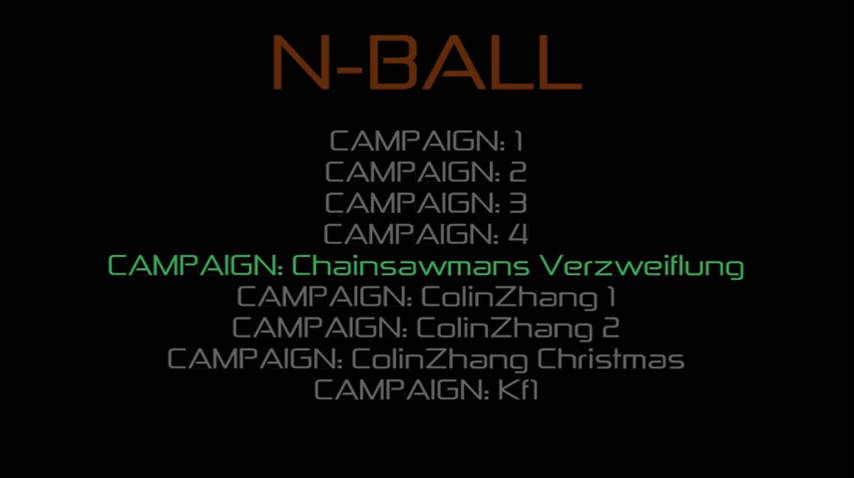 N-BALL
CAMPAIGN: 1
CAMPAIGN: 2
CAMPAIGN: 3
CAMPAIGN: 4
CAMPAIGN: Chainsawmans Verzweiflung
CAMPAIGN: ColinZhang 1
CAMPAIGN: ColinZhang 2
CAMPAIGN: ColinZhang Christmas
CAMPAIGN: Kf1